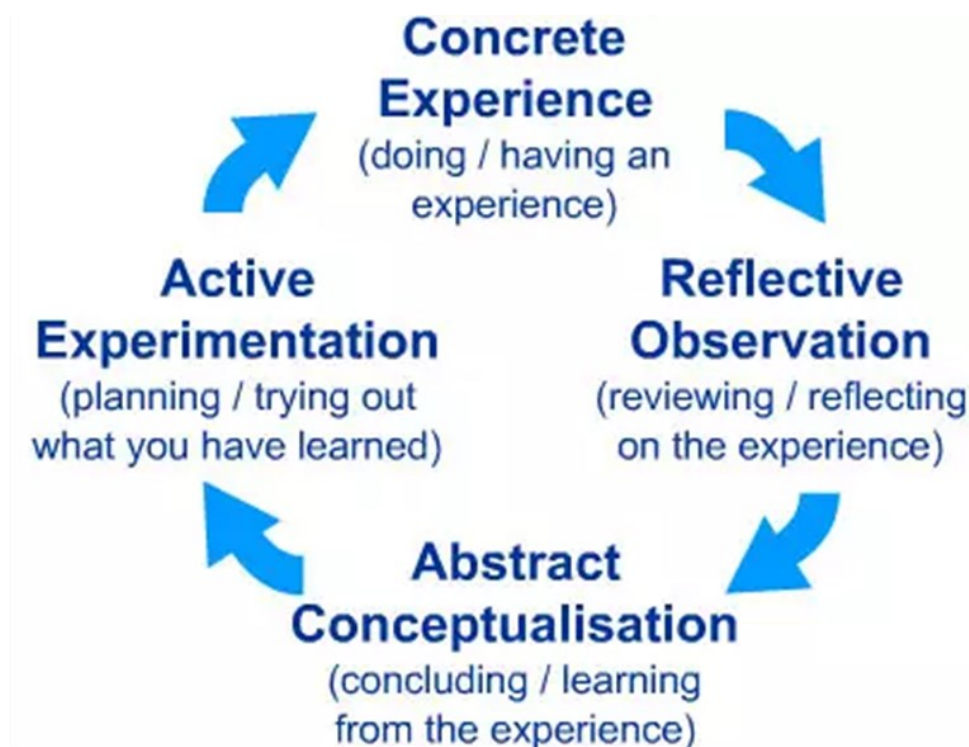 Concrete
Experience
(doing / having an
experience)
Reflective
Observation
(reviewing / reflecting
on the experience)
Abstract
Conceptualisation
(concluding / learning
from the experience)
Active
Experimentation
(planning / trying out
what you have learned)